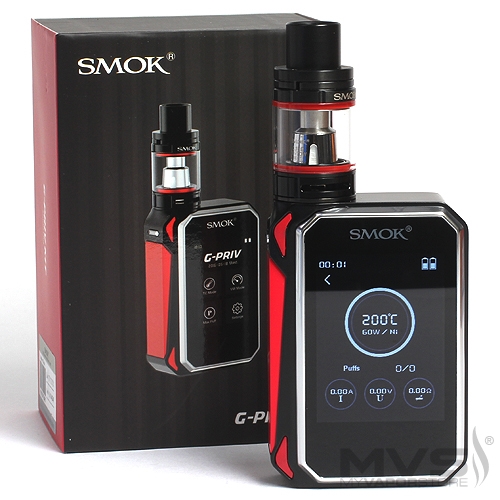 SMOK®
SMOK
SMOK
G-PRIV
G-PRI
SMOK®
00:01
200℃
60W / Ni
Puffs 0/0
0.00A 0.00V 0.00Ω
I U
MVS
MYVAPORSTORE